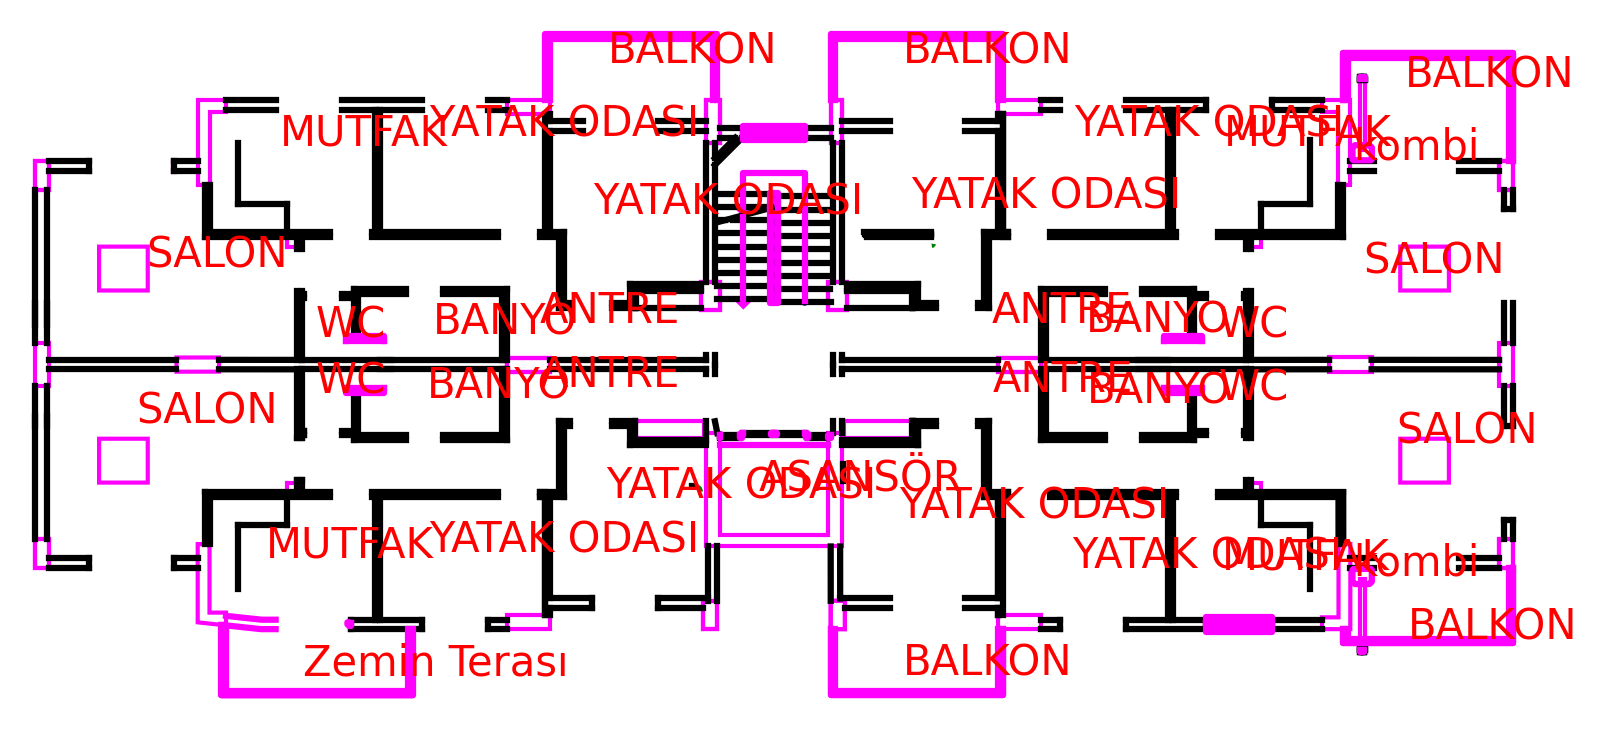 BALKON
BALKON
BALKON
MUTFAK
YATAK ODASI
YATAK ODASI
MUTFAK
kombi
YATAK ODASI
YATAK ODASI
SALON
SALON
WC
BANYO
ANTRE
ANTRE
BANYO
WC
WC
BANYO
ANTRE
ANTRE
BANYO
WC
SALON
SALON
YATAK ODASI
ASANSÖR
YATAK ODASI
MUTFAK
YATAK ODASI
YATAK ODASI
MUTFAK
kombi
BALKON
Zemin Terası
BALKON